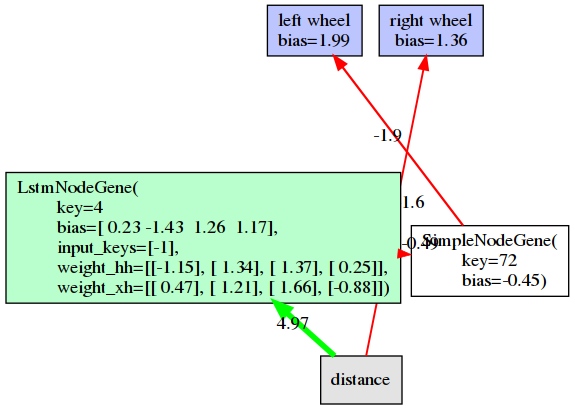 left wheel
bias=1.99
right wheel
bias=1.36
-1.9
LstmNodeGene(
key=4
bias=[ 0.23 -1.43  1.26  1.17],
input_keys=[-1],
weight_hh=[[-1.15], [ 1.34], [ 1.37], [ 0.25]],
weight_xh=[[ 0.47], [ 1.21], [ 1.66], [-0.88]])
1.6
-0.49
SimpleNodeGene(
key=72
bias=-0.45)
4.97
distance